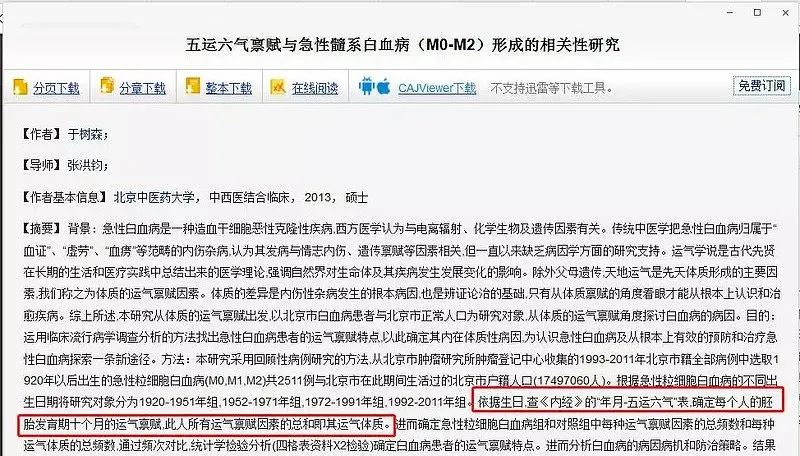 五运六气禀赋与急性髓系白血病（M0-M2）形成的相关性研究
分页下载 分章下载 整本下载 在线阅读 CAJViewer下载 不支持迅雷等下载工具。 免费订阅
【作者】 于树森；
【导师】 张洪钧；
【作者基本信息】 北京中医药大学， 中西医结合临床， 2013， 硕士
【摘要】 背景：急性白血病是一种造血干细胞恶性克隆性疾病,西方医学认为与电离辐射、化学生物及遗传因素有关。传统中医学把急性白血病归属于“
血证”、“虚劳”、“血痨”等范畴的内伤杂病,认为其发病与情志内伤、遗传禀赋等因素相关,但一直以来缺乏病因学方面的研究支持。运气学说是古代先贤
在长期的生活和医疗实践中总结出来的医学理论,强调自然界对生命体及其疾病发生发展变化的影响。除外父母遗传,天地运气是先天体质形成的主要因
素,我们称之为体质的运气禀赋因素。体质的差异是内伤性杂病发生的根本病因,也是辨证论治的基础,只有从体质禀赋的角度着眼才能从根本上认识和治
愈疾病。综上所述,本研究从体质的运气禀赋出发,以北京市白血病患者与北京市正常人口为研究对象,从体质的运气禀赋角度探讨白血病的病因。目的：
运用临床流行病学调查分析的方法找出急性白血病患者的运气禀赋特点,以此确定其内在体质性病因,为认识急性白血病及从根本上有效的预防和治疗急
性白血病探索一条新途径。方法：本研究采用回顾性病例研究的方法,从北京市肿瘤研究所肿瘤登记中心收集的1993-2011年北京市籍全部病例中选取1
920年以后出生的急性粒细胞白血病(M0,M1,M2)共2511例与北京市在此期间生活过的北京市户籍人口(17497060人)。根据急性粒细胞白血病的不同出
生日期将研究对象分为1920-1951年组,1952-1971年组,1972-1991年组,1992-2011年组。依据生日,查《内经》的“年月-五运六气”表,确定每个人的胚
胎发育期十个月的运气禀赋,此人所有运气禀赋因素的总和即其运气体质。进而确定急性粒细胞白血病组和对照组中每种运气禀赋因素的总频数和每种
运气体质的总频数,通过频次对比,统计学检验分析(四格表资料X2检验)确定白血病患者的运气禀赋特点。进而分析白血病的病因病机和防治策略。结果